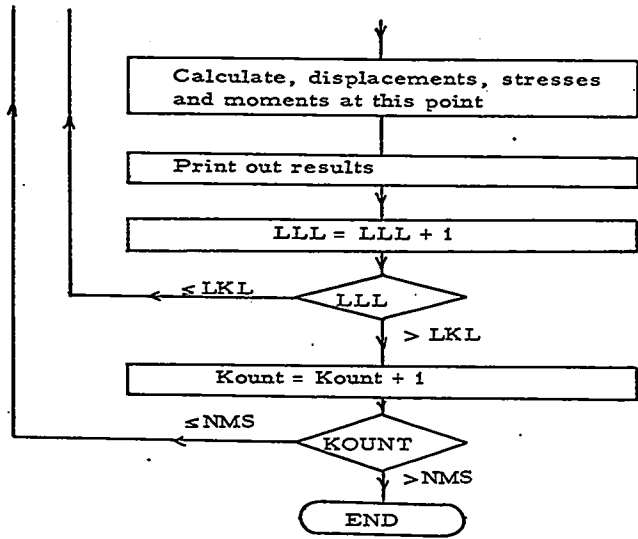 Calculate, displacements, stresses
and moments at this point
Print out results
LLL = LLL + 1
≤ LKL
LLL
> LKL
Kount = Kount + 1
≤NMS
KOUNT
>NMS
END